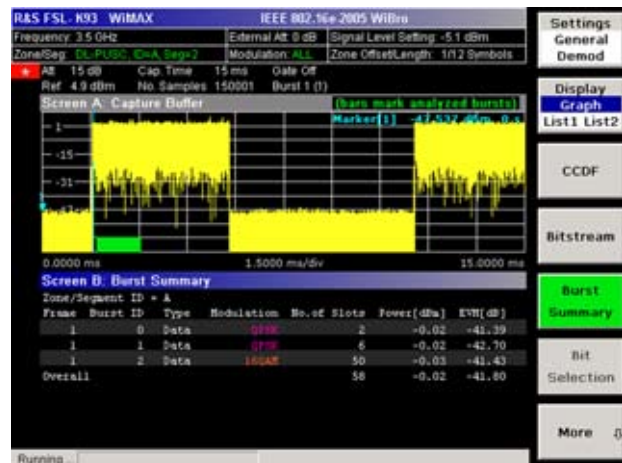 R&S FSL-K93 WiMAX IEEE 802.16e-2005 WiBro
Frequency: 3.5 GHz External Att: 0 dB Signal Level Setting: -5.1 dBm
Zone/Seg: DL-PUSC, ID=A, Seg=2 Modulation: ALL Zone Offset/Length: 1/12 Symbols
Att 15 dB Cap. Time 15 ms Gate Off
Ref 4.9 dBm No. Samples 150001 Burst 1 (1)
Screen A: Capture Buffer (bars mark analyzed bursts)
Marker[1] -47.537 dBm 0 s
-1
-15
-31
0.0000 ms 1.5000 ms/div 15.0000 ms
Screen B: Burst Summary
Zone/Segment ID = A
Frame Burst ID Type Modulation No.of Slots Power[dBm] EVM[dB]
1 0 Data QPSK 2 -0.02 -41.39
1 1 Data QPSK 6 -0.02 -42.70
1 2 Data 16QAM 50 -0.03 -41.43
Overall 58 -0.02 -41.80
Running ...
Settings
General
Demod
Display
Graph
List1 List2
CCDF
Bitstream
Burst
Summary
Bit
Selection
More